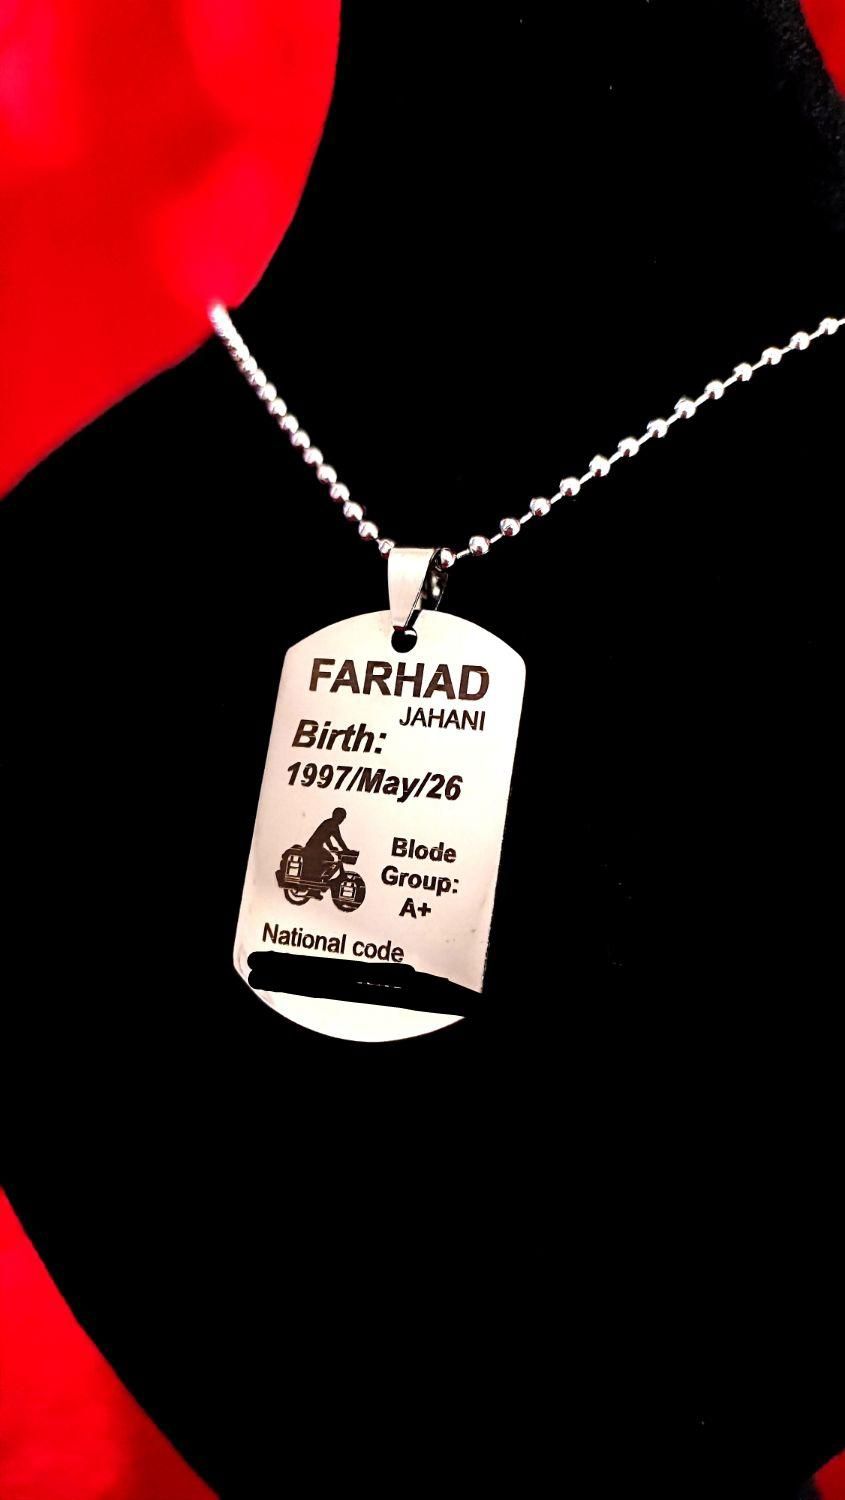 FARHAD
JAHANI
Birth:
1997/May/26
Blode
Group:
A+
National code